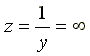 z = 1/y = ∞